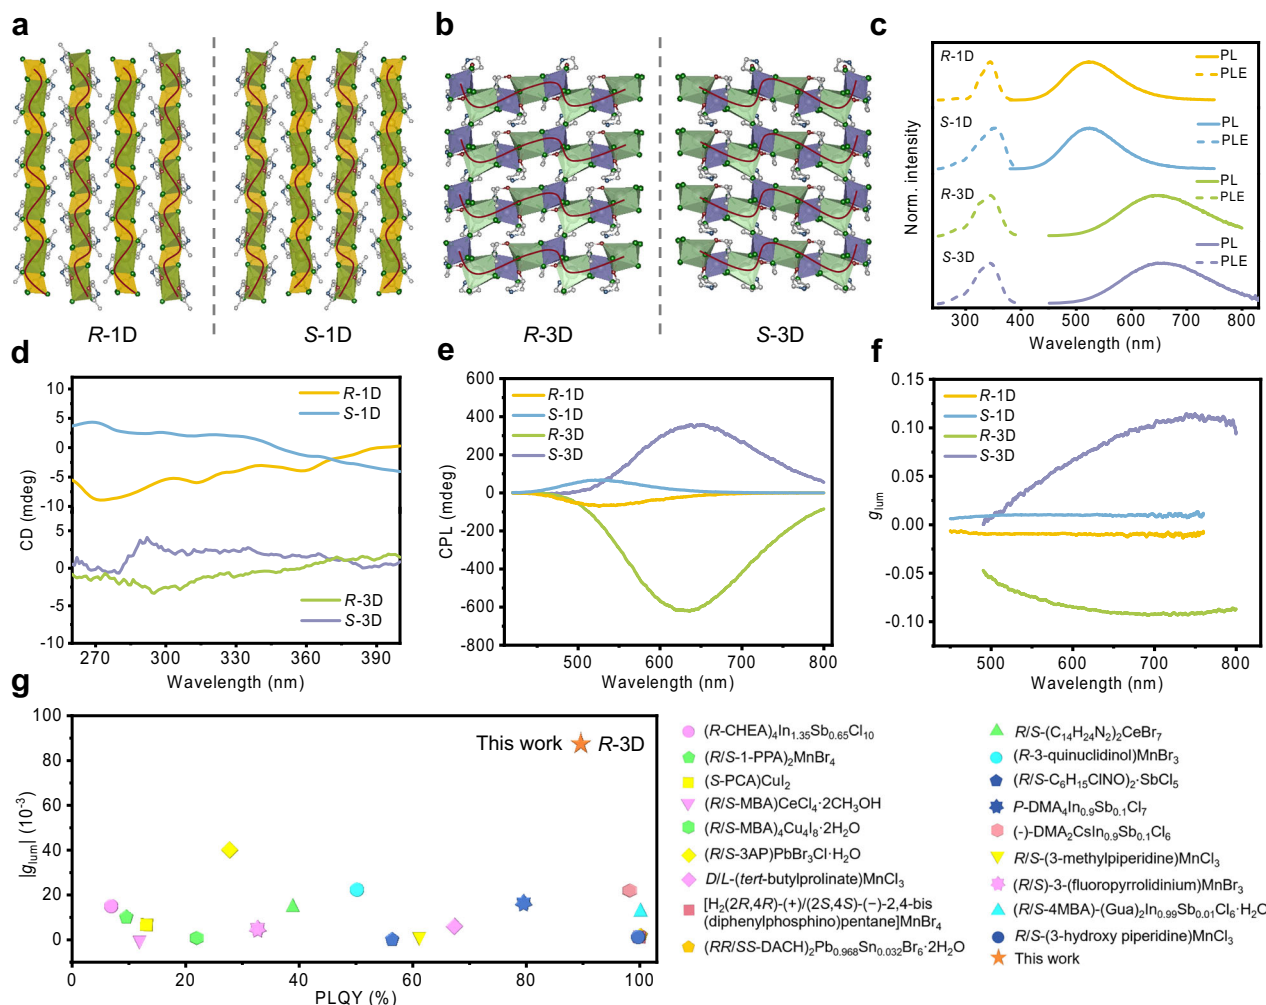 a
R-1D
S-1D
b
R-3D
S-3D
c
Norm. intensity
R-1D
PL
PLE
S-1D
PL
PLE
R-3D
PL
PLE
S-3D
PL
PLE
300 400 500 600 700 800
Wavelength (nm)
d
CD (mdeg)
10
5
0
-5
-10
5
0
-5
-10
R-1D
S-1D
R-3D
S-3D
270 300 330 360 390
Wavelength (nm)
e
CPL (mdeg)
600
400
200
0
-200
-400
-600
-800
R-1D
S-1D
R-3D
S-3D
500 600 700 800
Wavelength (nm)
f
g_lum
0.15
0.10
0.05
0.00
-0.05
-0.10
R-1D
S-1D
R-3D
S-3D
500 600 700 800
Wavelength (nm)
g
|g_lum| (10⁻³)
100
80
60
40
20
0
This work R-3D
0 20 40 60 80 100
PLQY (%)
(R-CHEA)₄In₁.₃₅Sb₀.₆₅Cl₁₀
(R/S-1-PPA)₂MnBr₄
(S-PCA)CuI₂
(R/S-MBA)CeCl₄·2CH₃OH
(R/S-MBA)₄Cu₄I₈·2H₂O
(R/S-3AP)PbBr₃Cl·H₂O
D/L-(tert-butylprolinate)MnCl₃
[H₂(2R,4R)-(+)/(2S,4S)-(−)-2,4-bis
(diphenylphosphino)pentane]MnBr₄
(RR/SS-DACH)₂Pb₀.₉₆₈Sn₀.₀₃₂Br₆·2H₂O
R/S-(C₁₄H₂₄N₂)₂CeBr₇
(R-3-quinuclidinol)MnBr₃
(R/S-C₆H₁₅ClNO)₂·SbCl₅
P-DMA₄In₀.₉Sb₀.₁Cl₇
(-)-DMA₂CsIn₀.₉Sb₀.₁Cl₆
R/S-(3-methylpiperidine)MnCl₃
(R/S)-3-(fluoropyrrolidinium)MnBr₃
(R/S-4MBA)-(Gua)₂In₀.₉₉Sb₀.₀₁Cl₆·H₂O
R/S-(3-hydroxy piperidine)MnCl₃
This work